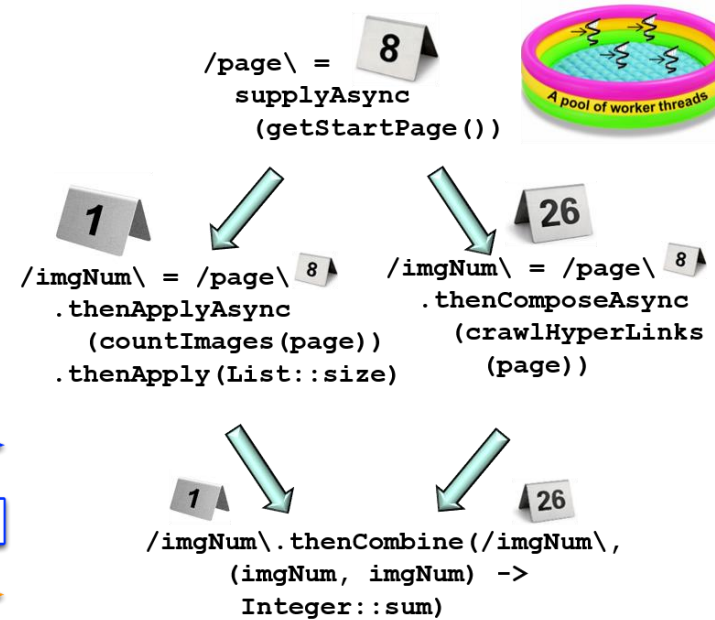 8
/page\ =
supplyAsync
(getStartPage())
A pool of worker threads
1
/imgNum\ = /page\ 8
.thenApplyAsync
(countImages(page))
.thenApply(List::size)
26
/imgNum\ = /page\ 8
.thenComposeAsync
(crawlHyperLinks
(page))
1
26
/imgNum\.thenCombine(/imgNum\,
(imgNum, imgNum) ->
Integer::sum)